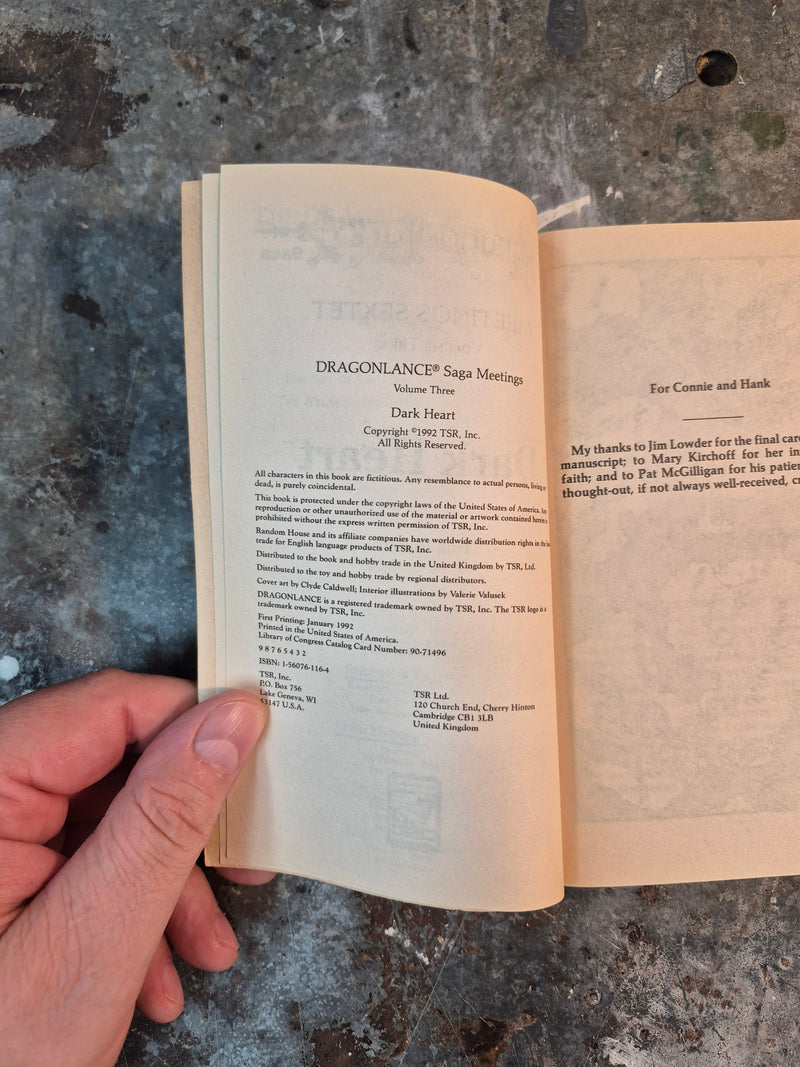 DRAGONLANCE® Saga Meetings
Volume Three
Dark Heart
Copyright ©1992 TSR, Inc.
All Rights Reserved.
All characters in this book are fictitious. Any resemblance to actual persons, living or
dead, is purely coincidental.
This book is protected under the copyright laws of the United States of America. Any
reproduction or other unauthorized use of the material or artwork contained herein is
prohibited without the express written permission of TSR, Inc.
Random House and its affiliate companies have worldwide distribution rights in the
trade for English language products of TSR, Inc.
Distributed to the book and hobby trade in the United Kingdom by TSR, Ltd.
Distributed to the toy and hobby trade by regional distributors.
Cover art by Clyde Caldwell; Interior illustrations by Valerie Valusek
DRAGONLANCE is a registered trademark owned by TSR, Inc. The TSR logo is a
trademark owned by TSR, Inc.
First Printing: January 1992
Printed in the United States of America.
Library of Congress Catalog Card Number: 90-71496
9 8 7 6 5 4 3 2
ISBN: 1-56076-116-4
TSR, Inc.
P.O. Box 756
Lake Geneva, WI
53147 U.S.A.
TSR Ltd.
120 Church End, Cherry Hinton
Cambridge CB1 3LB
United Kingdom
For Connie and Hank
My thanks to Jim Lowder for the final
manuscript; to Mary Kirchoff for her
faith; and to Pat McGilligan for his
thought-out, if not always well-received,